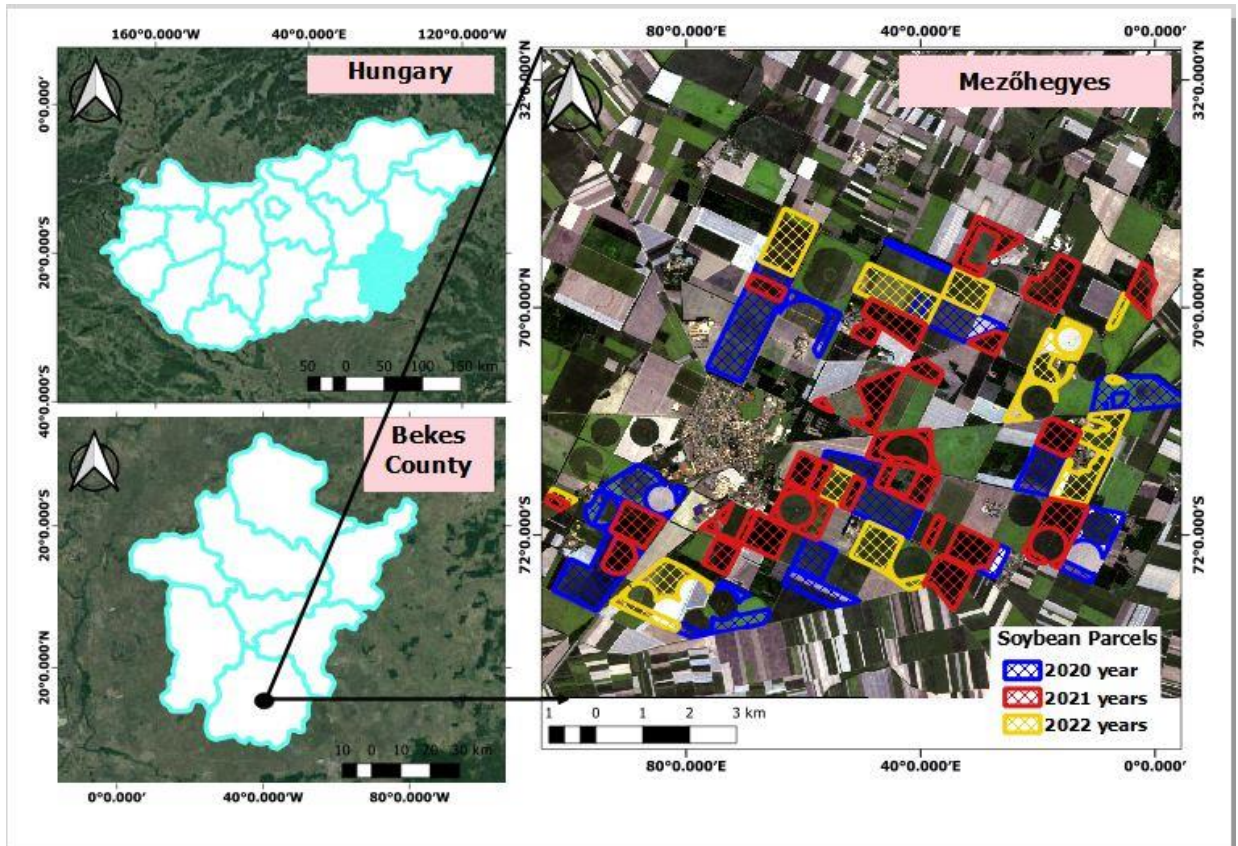 160°0.000'W 40°0.000'E 120°0.000'W
Hungary
0°0.000'
20°0.000'S
40°0.000'S
50 0 50 100 150 km
Bekes
County
20°0.000'S
20°0.000'N
10 0 10 20 30 km
0°0.000' 40°0.000'W 80°0.000'W
80°0.000'E 40°0.000'E 0°0.000'E
Mezőhegyes
32°0.000'N
70°0.000'N
72°0.000'S
32°0.000'N
70°0.000'N
72°0.000'S
Soybean Parcels
2020 year
2021 years
2022 years
1 0 1 2 3 km
80°0.000'E 40°0.000'E 0°0.000'E